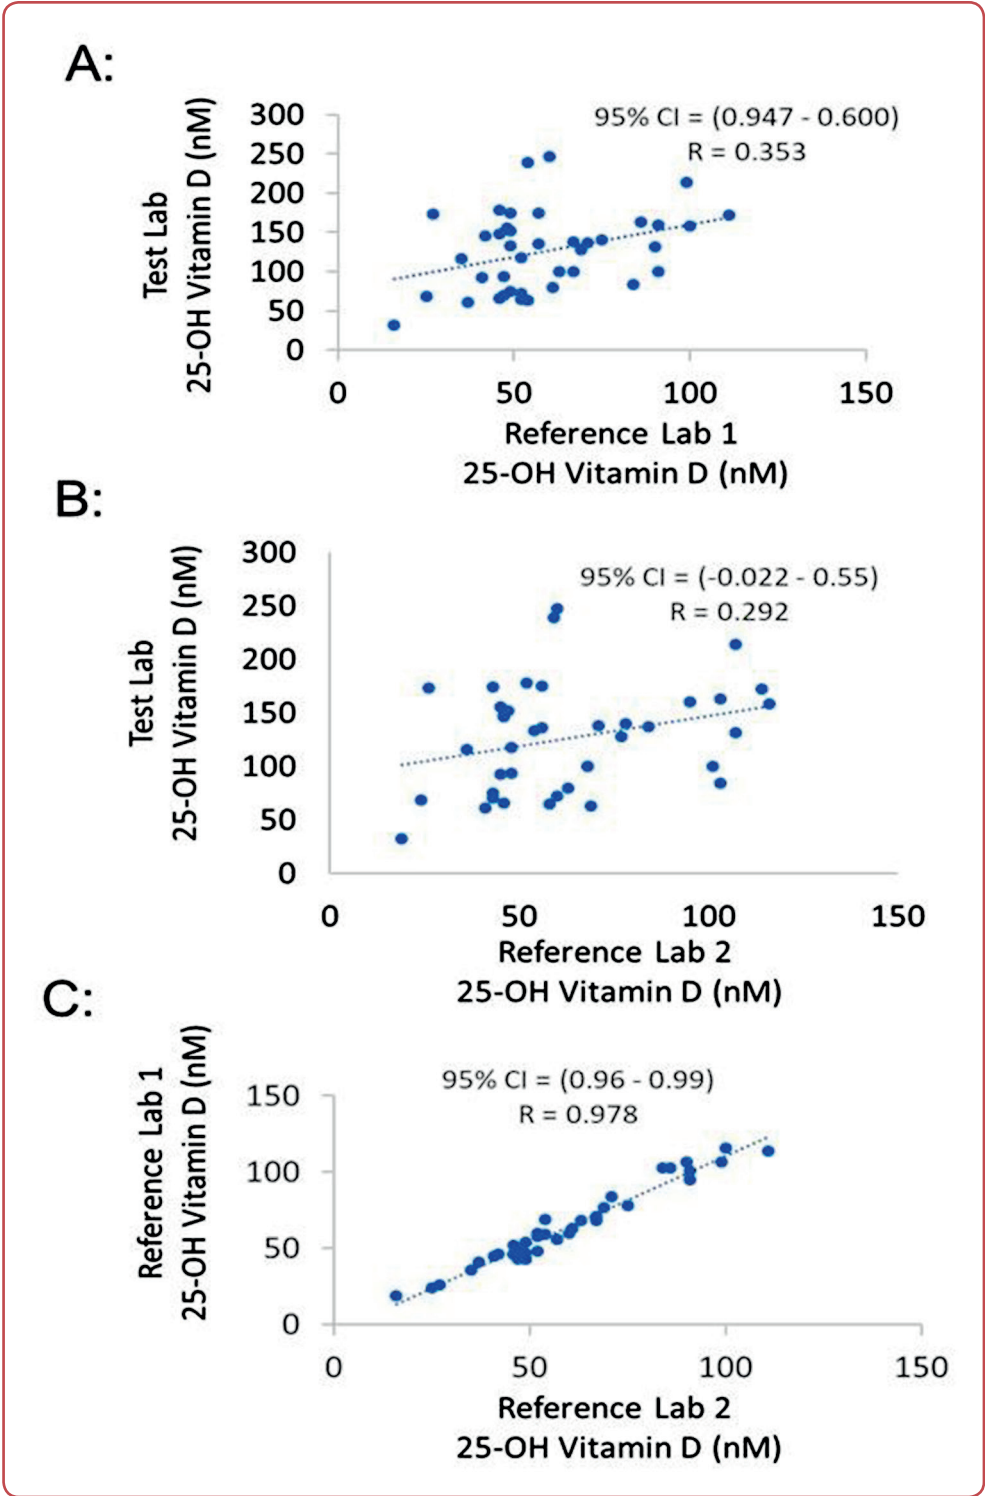 A:
95% CI = (0.947 - 0.600)
R = 0.353
Test Lab
25-OH Vitamin D (nM)
300
250
200
150
100
50
0
0 50 100 150
Reference Lab 1
25-OH Vitamin D (nM)
B:
95% CI = (-0.022 - 0.55)
R = 0.292
Test Lab
25-OH Vitamin D (nM)
300
250
200
150
100
50
0
0 50 100 150
Reference Lab 2
25-OH Vitamin D (nM)
C:
95% CI = (0.96 - 0.99)
R = 0.978
Reference Lab 1
25-OH Vitamin D (nM)
150
100
50
0
0 50 100 150
Reference Lab 2
25-OH Vitamin D (nM)